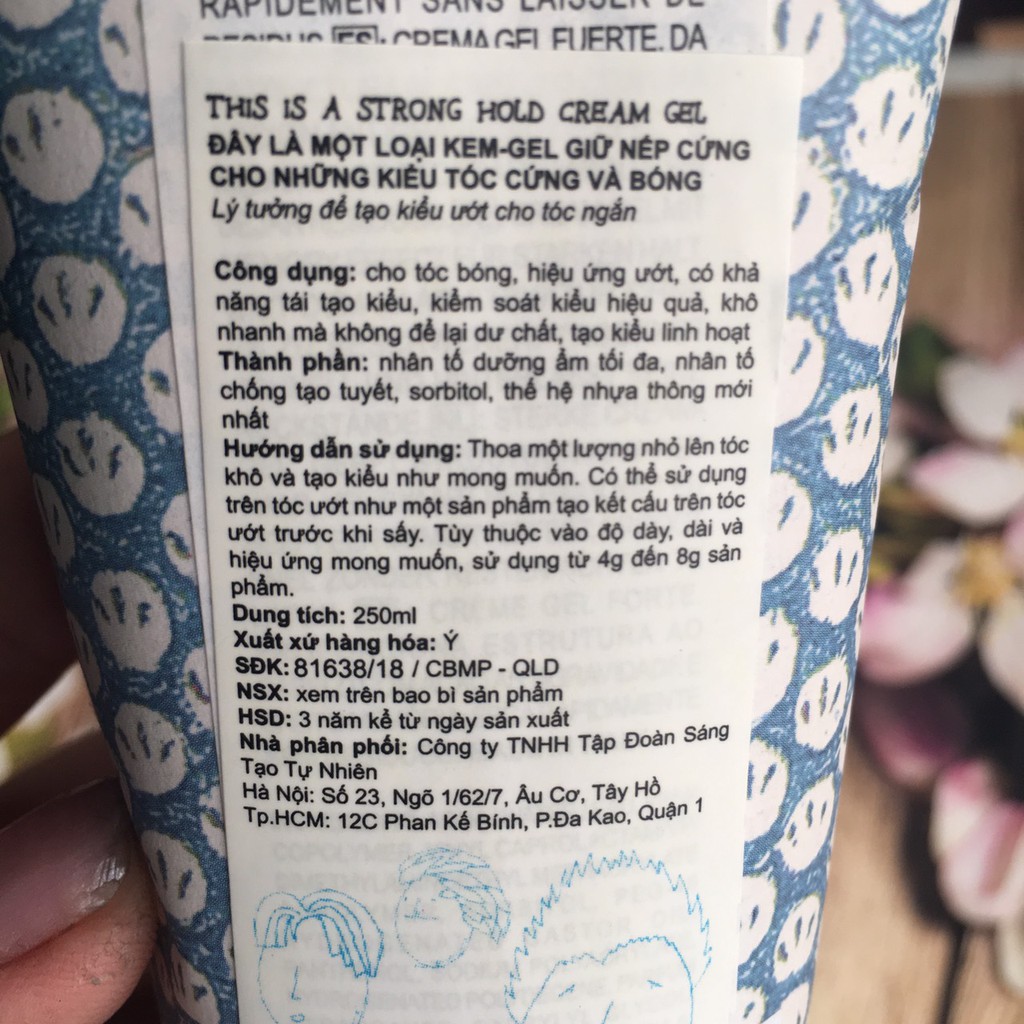 RAPIDEMENT SANS LAISSER DE
ES CREMA GEL FUERTE. DA
THIS IS A STRONG HOLD CREAM GEL
ĐÂY LÀ MỘT LOẠI KEM-GEL GIỮ NẾP CỨNG
CHO NHỮNG KIỂU TÓC CỨNG VÀ BÓNG
Lý tưởng để tạo kiểu ướt cho tóc ngắn
Công dụng: cho tóc bóng, hiệu ứng ướt, có khả
năng tái tạo kiểu, kiểm soát kiểu hiệu quả, khô
nhanh mà không để lại dư chất, tạo kiểu linh hoạt
Thành phần: nhân tố dưỡng ẩm tối đa, nhân tố
chống tạo tuyết, sorbitol, thế hệ nhựa thông mới
nhất
Hướng dẫn sử dụng: Thoa một lượng nhỏ lên tóc
khô và tạo kiểu như mong muốn. Có thể sử dụng
trên tóc ướt như một sản phẩm tạo kết cấu trên tóc
ướt trước khi sấy. Tùy thuộc vào độ dày, dài và
hiệu ứng mong muốn, sử dụng từ 4g đến 8g sản
phẩm.
Dung tích: 250ml
Xuất xứ hàng hóa: Ý
SĐK: 81638/18 / CBMP - QLD
NSX: xem trên bao bì sản phẩm
HSD: 3 năm kể từ ngày sản xuất
Nhà phân phối: Công ty TNHH Tập Đoàn Sáng
Tạo Tự Nhiên
Hà Nội: Số 23, Ngõ 1/62/7, Âu Cơ, Tây Hồ
Tp.HCM: 12C Phan Kế Bính, P.Đa Kao, Quận 1